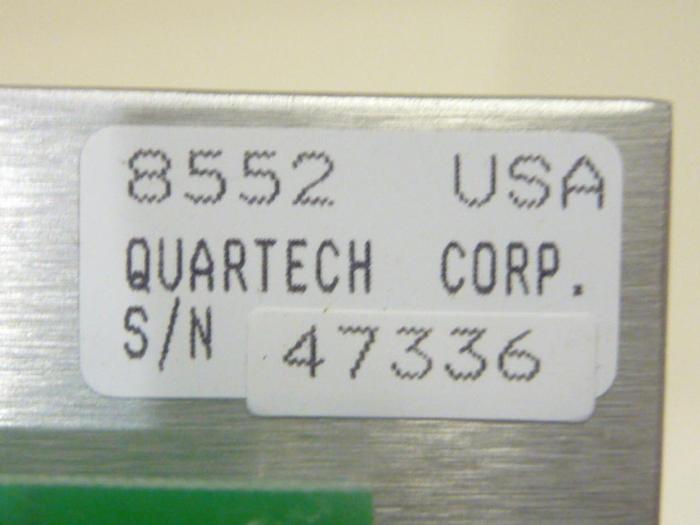 8552 USA
QUARTECH CORP.
S/N 47336